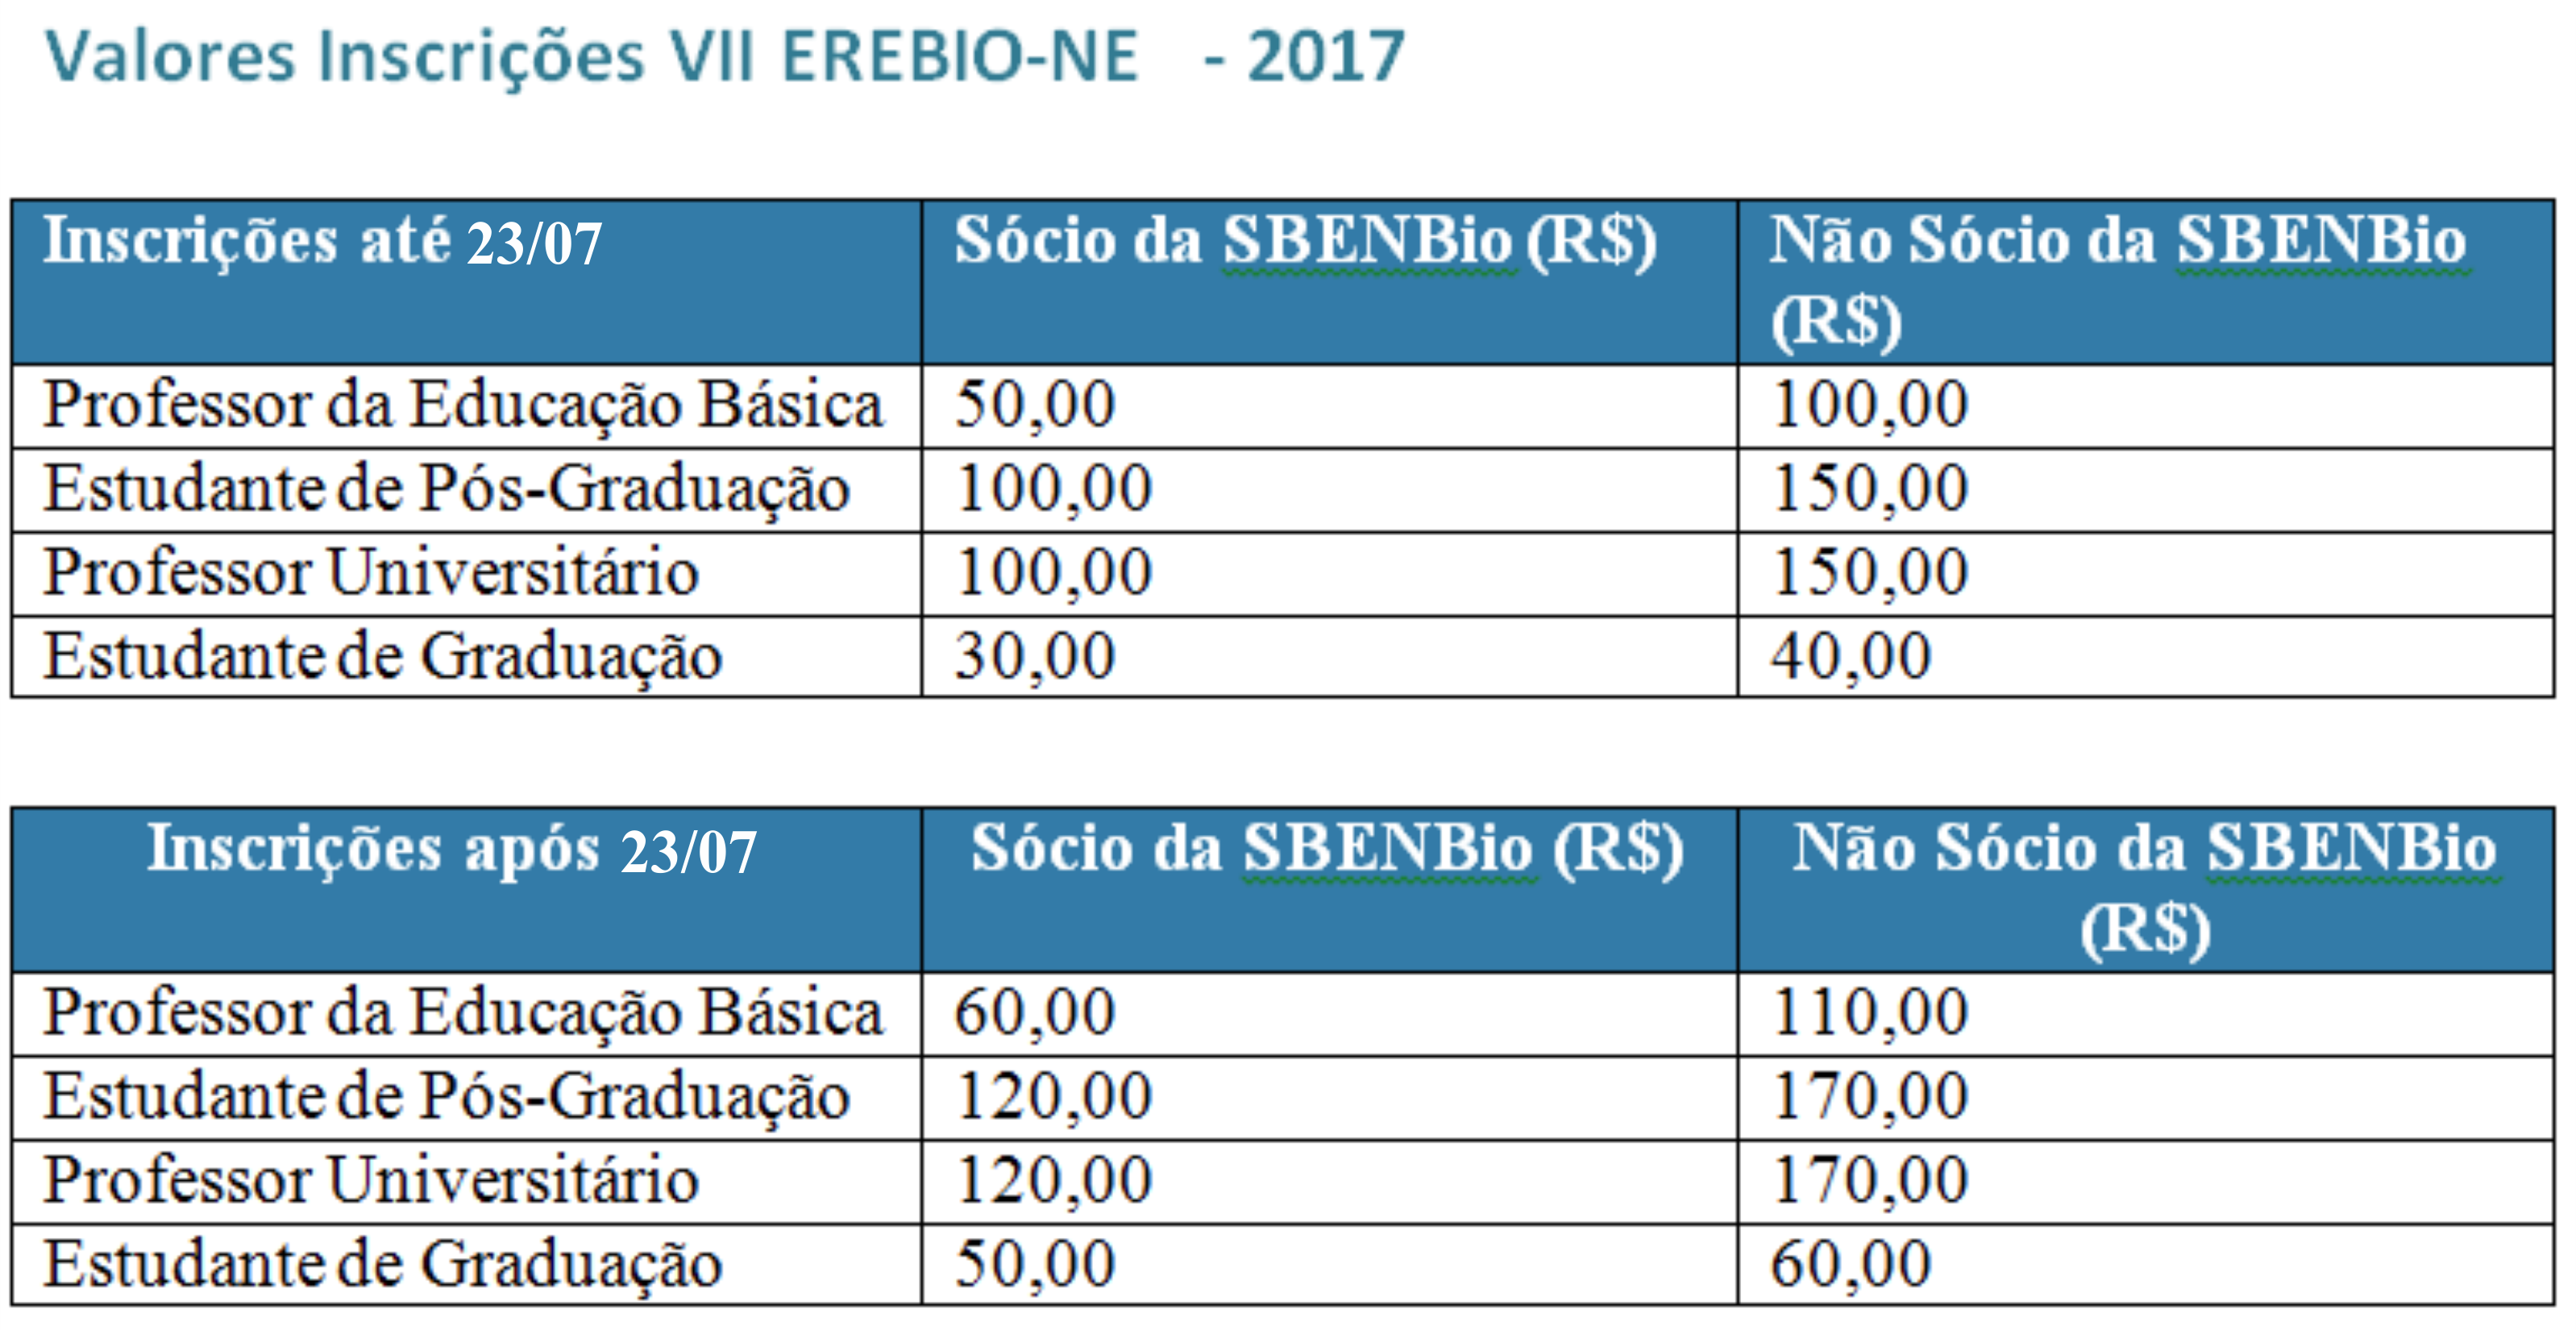 Valores Inscrições VII EREBIO-NE - 2017
Inscrições até 23/07 Sócio da SBENBio (R$) Não Sócio da SBENBio
(R$)
Professor da Educação Básica 50,00 100,00
Estudante de Pós-Graduação 100,00 150,00
Professor Universitário 100,00 150,00
Estudante de Graduação 30,00 40,00
Inscrições após 23/07 Sócio da SBENBio (R$) Não Sócio da SBENBio
(R$)
Professor da Educação Básica 60,00 110,00
Estudante de Pós-Graduação 120,00 170,00
Professor Universitário 120,00 170,00
Estudante de Graduação 50,00 60,00